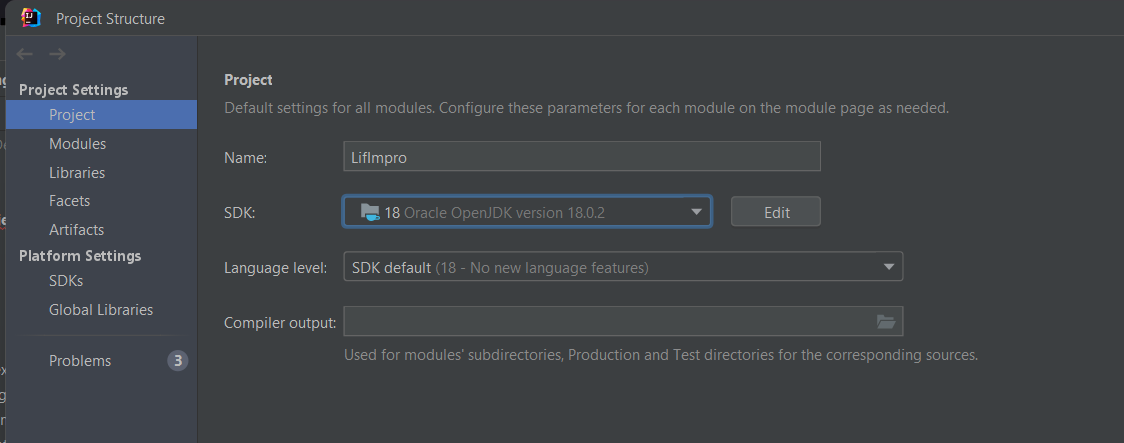 Project Structure
Project Settings
Project
Modules
Libraries
Facets
Artifacts
Platform Settings
SDKs
Global Libraries
Problems 3
Project
Default settings for all modules. Configure these parameters for each module on the module page as needed.
Name: LifImpro
SDK: 18 Oracle OpenJDK version 18.0.2 Edit
Language level: SDK default (18 - No new language features)
Compiler output:
Used for modules' subdirectories, Production and Test directories for the corresponding sources.